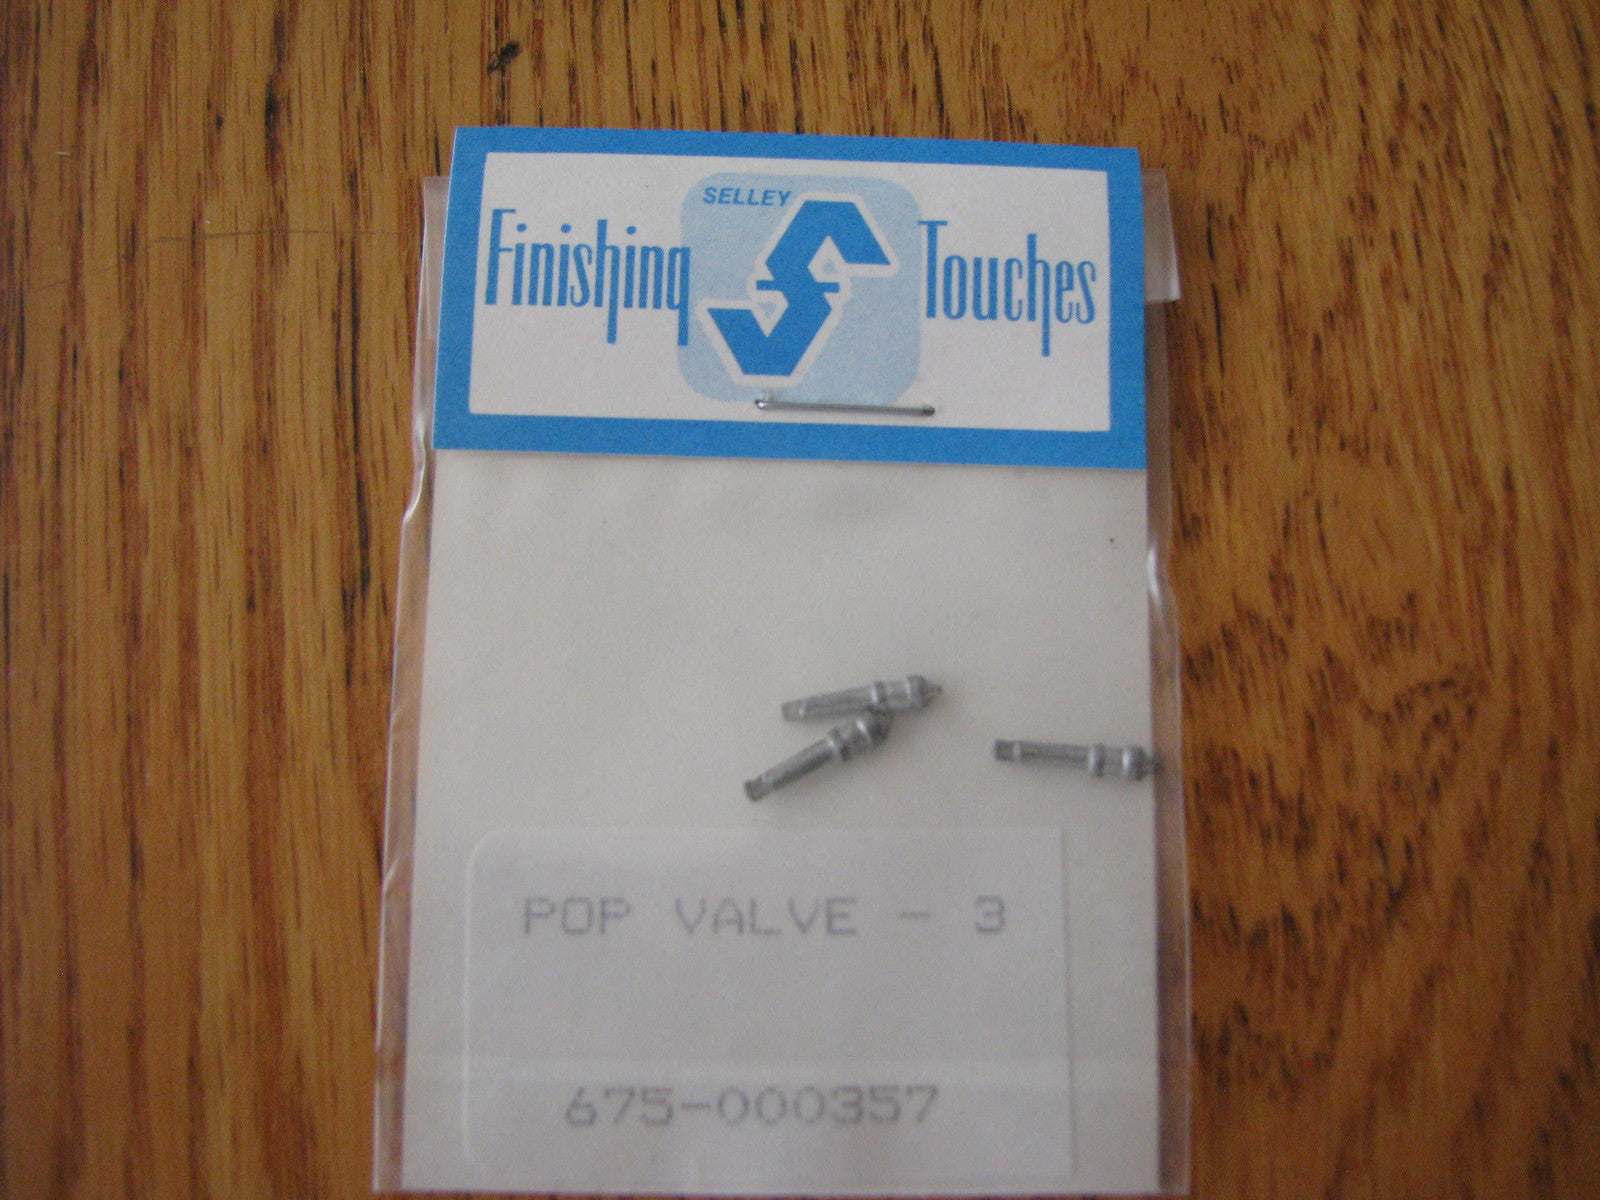 SELLEY
Finishing Touches
POP VALVE - 3
675-000357